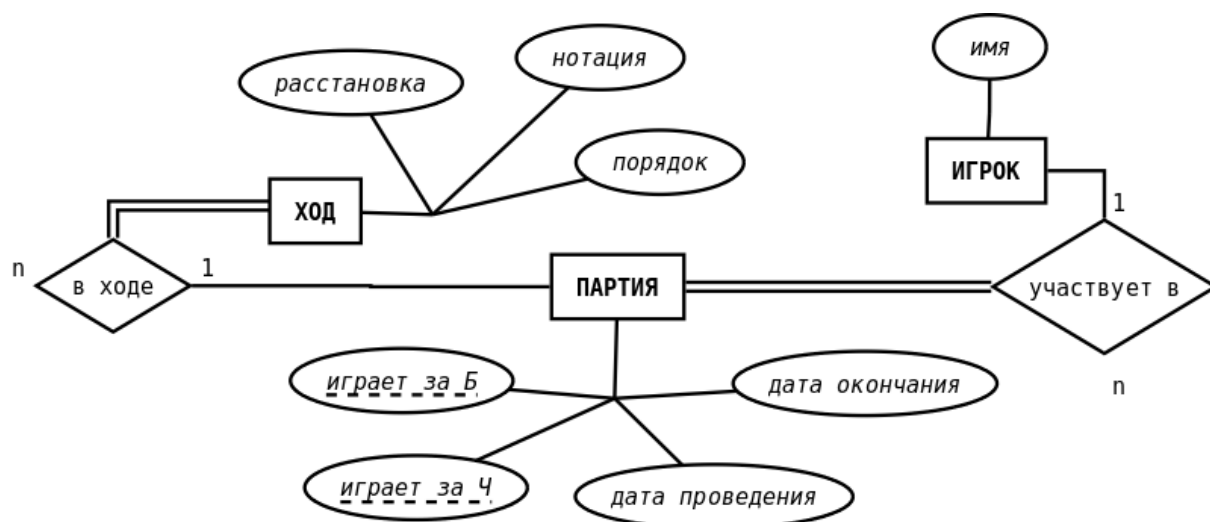 имя
нотация
расстановка
порядок
ИГРОК
1
ХОД
n
в ходе
1
ПАРТИЯ
участвует в
играет за Б
дата окончания
n
играет за Ч
дата проведения